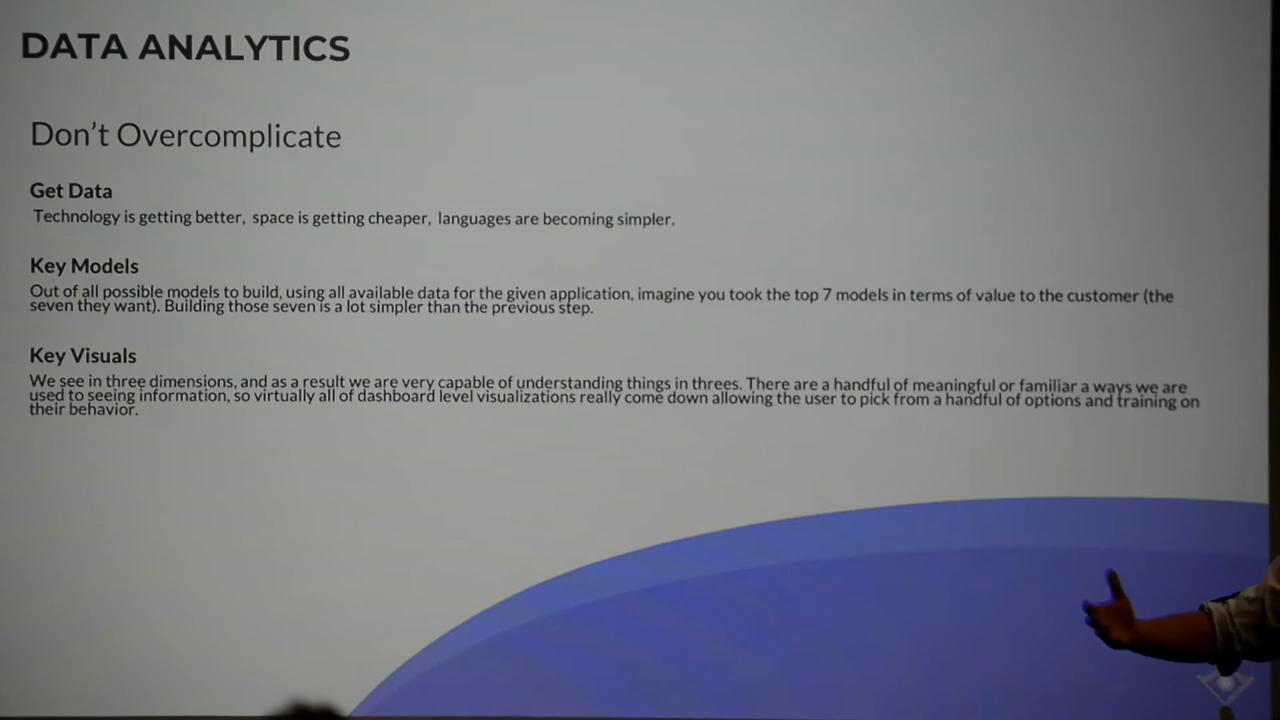 DATA ANALYTICS
Don't Overcomplicate
Get Data
Technology is getting better, space is getting cheaper, languages are becoming simpler.
Key Models
Out of all possible models to build, using all available data for the given application, imagine you took the top 7 models in terms of value to the customer (the
seven they want). Building those seven is a lot simpler than the previous step.
Key Visuals
We see in three dimensions, and as a result we are very capable of understanding things in threes. There are a handful of meaningful or familiar a ways we are
used to seeing information, so virtually all of dashboard level visualizations really come down allowing the user to pick from a handful of options and training on
their behavior.